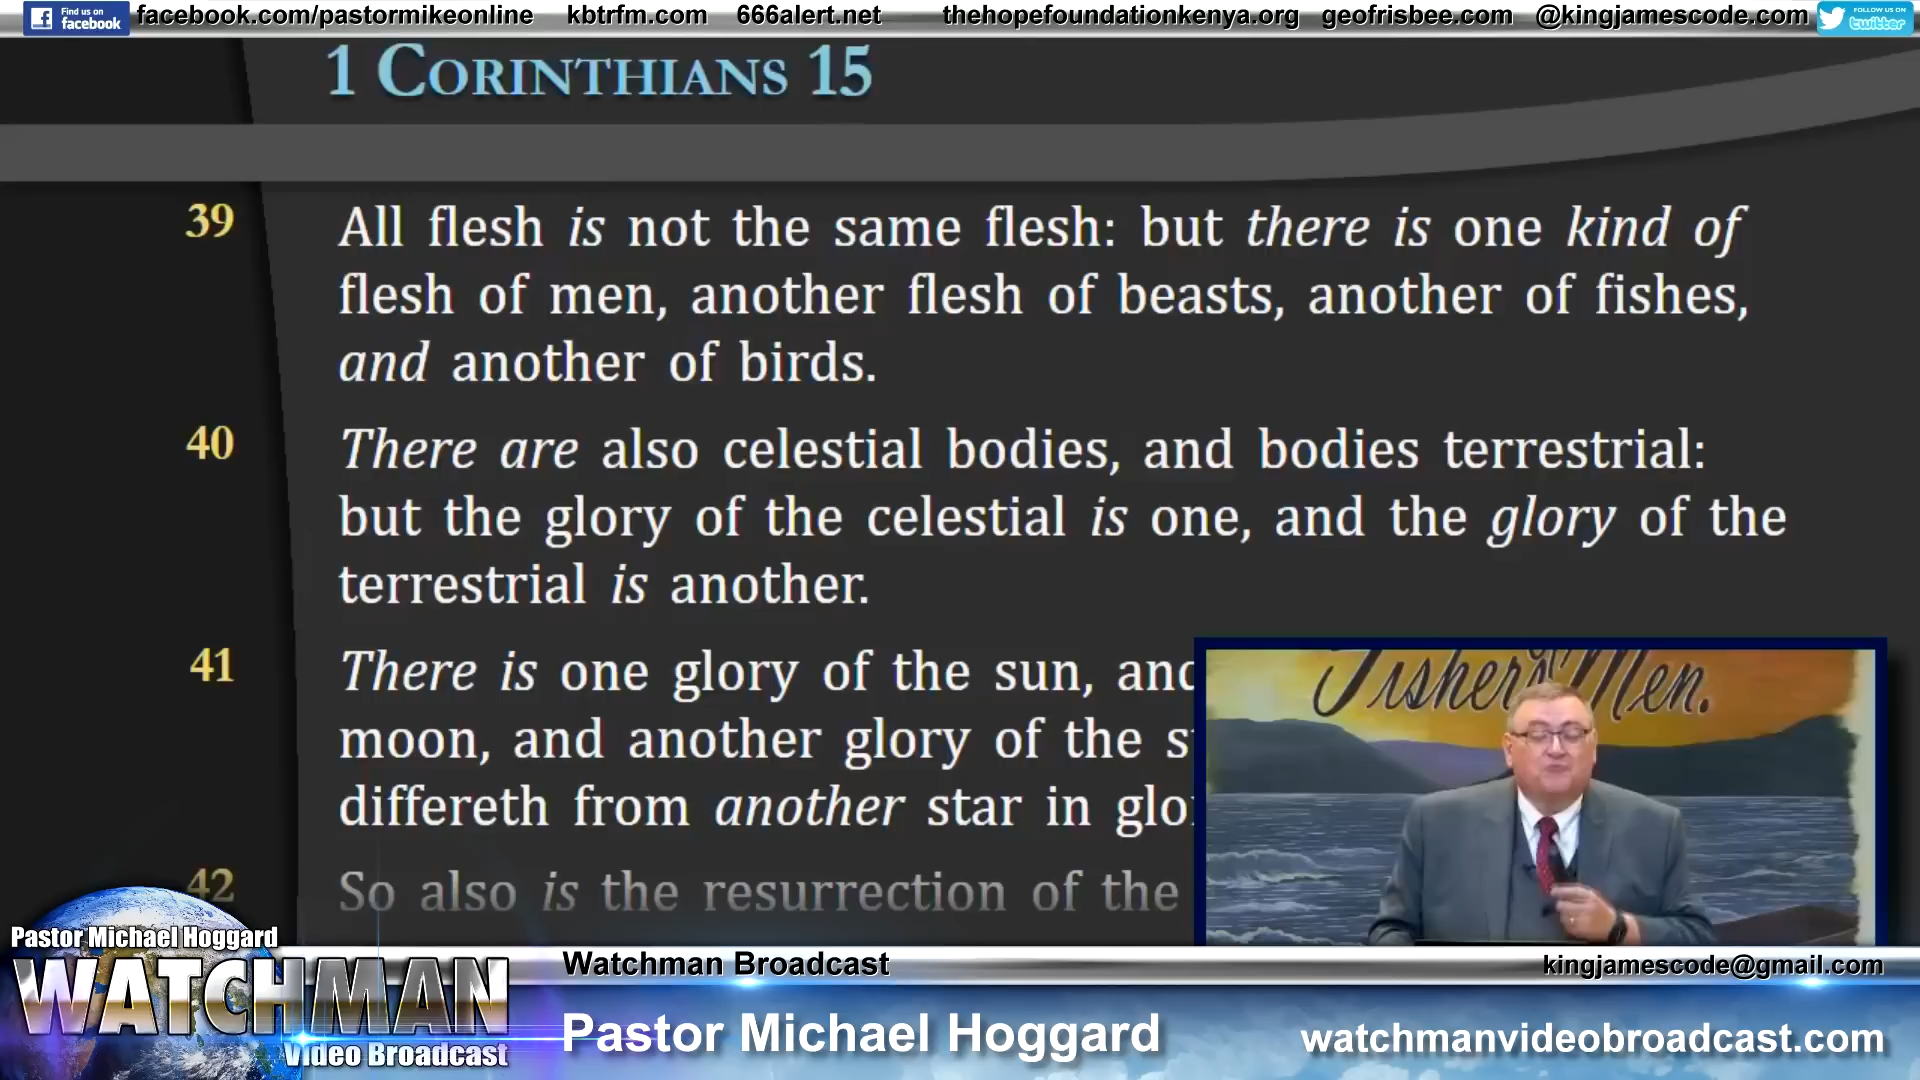 Find us on
facebook
facebook.com/pastormikeonline kbtrfm.com 666alert.net thehopefoundationkenya.org geofrisbee.com @kingjamescode.com
FOLLOW US ON
twitter
1 CORINTHIANS 15
39 All flesh is not the same flesh: but there is one kind of
flesh of men, another flesh of beasts, another of fishes,
and another of birds.
40 There are also celestial bodies, and bodies terrestrial:
but the glory of the celestial is one, and the glory of the
terrestrial is another.
41 There is one glory of the sun, and
moon, and another glory of the
differeth from another star in
42 So also is the resurrection of the
Fishers of Men.
Pastor Michael Hoggard
WATCHMAN
Video Broadcast
Watchman Broadcast
kingjamescode@gmail.com
Pastor Michael Hoggard
watchmanvideobroadcast.com